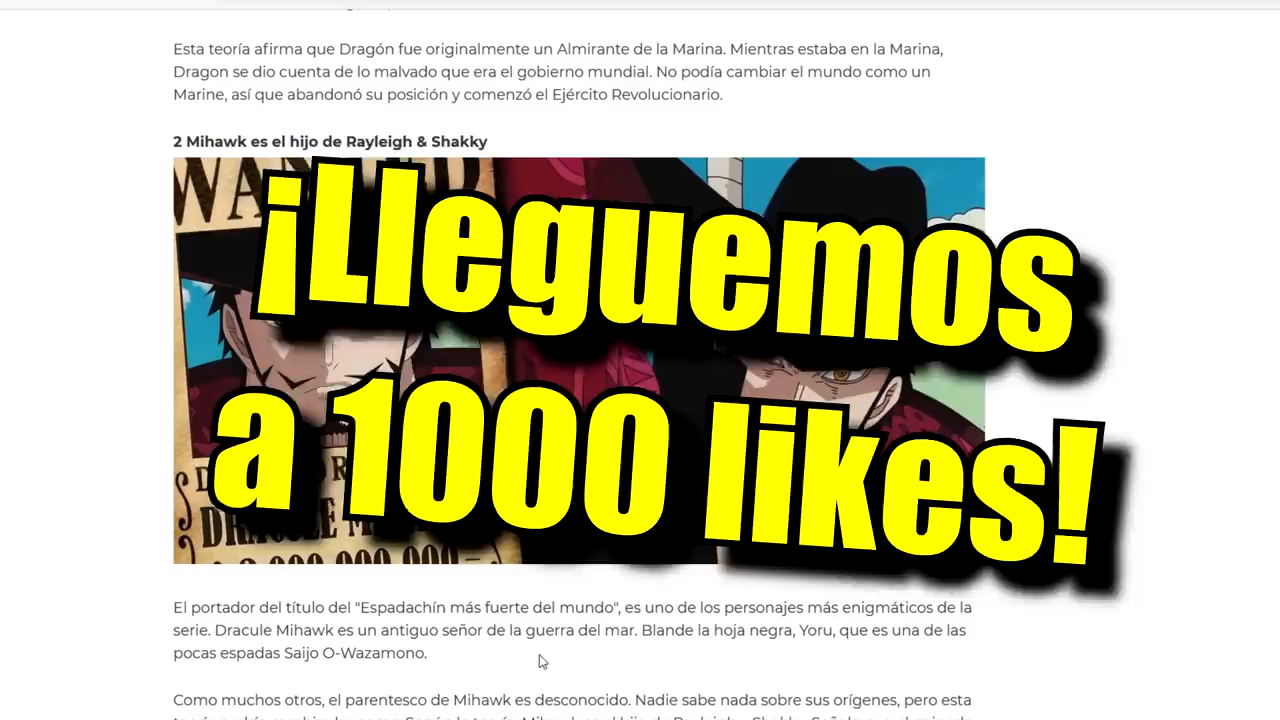 Esta teoría afirma que Dragón fue originalmente un Almirante de la Marina. Mientras estaba en la Marina,
Dragon se dio cuenta de lo malvado que era el gobierno mundial. No podía cambiar el mundo como un
Marine, así que abandonó su posición y comenzó el Ejército Revolucionario.
2 Mihawk es el hijo de Rayleigh & Shakky
¡Lleguemos
a 1000 likes!
El portador del título del "Espadachín más fuerte del mundo", es uno de los personajes más enigmáticos de la
serie. Dracule Mihawk es un antiguo señor de la guerra del mar. Blande la hoja negra, Yoru, que es una de las
pocas espadas Saijo O-Wazamono.
Como muchos otros, el parentesco de Mihawk es desconocido. Nadie sabe nada sobre sus orígenes, pero esta